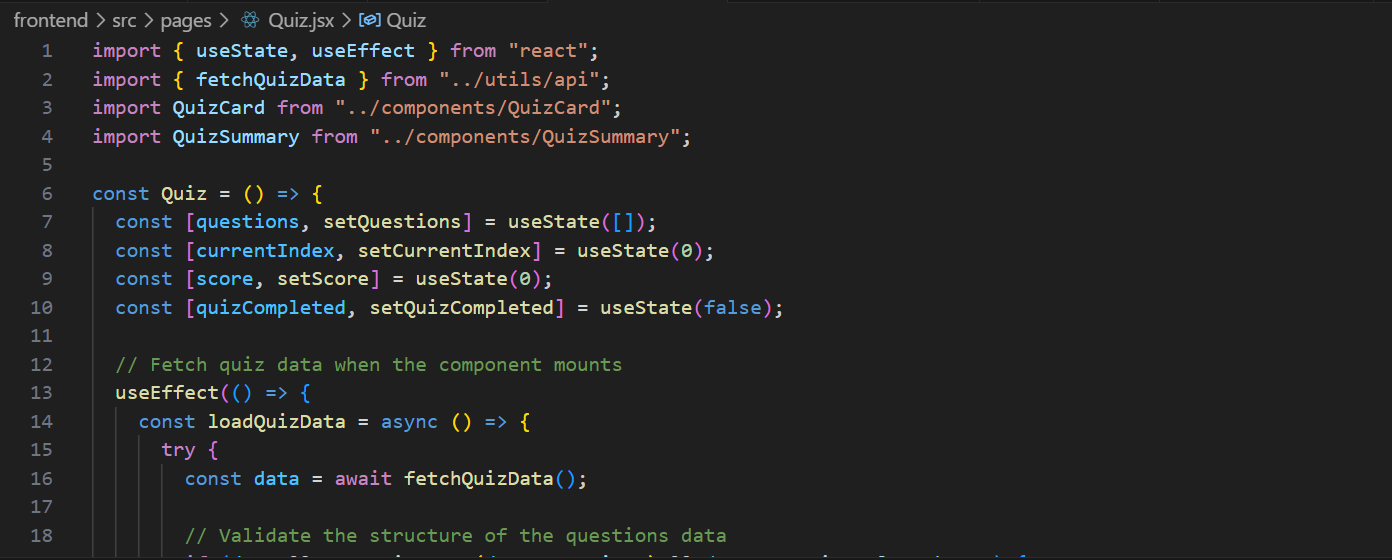 frontend > src > pages > Quiz.jsx > Quiz
1 import { useState, useEffect } from "react";
2 import { fetchQuizData } from "../utils/api";
3 import QuizCard from "../components/QuizCard";
4 import QuizSummary from "../components/QuizSummary";
5
6 const Quiz = () => {
7 const [questions, setQuestions] = useState([]);
8 const [currentIndex, setCurrentIndex] = useState(0);
9 const [score, setScore] = useState(0);
10 const [quizCompleted, setQuizCompleted] = useState(false);
11
12 // Fetch quiz data when the component mounts
13 useEffect(() => {
14 const loadQuizData = async () => {
15 try {
16 const data = await fetchQuizData();
17
18 // Validate the structure of the questions data